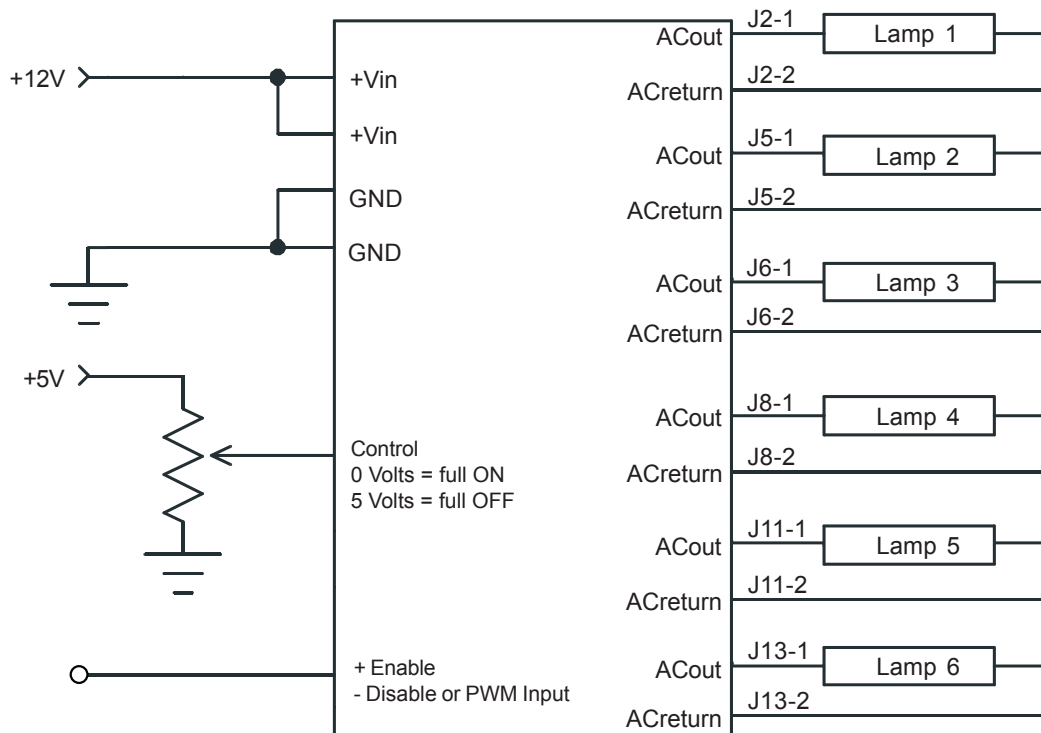 +12V
+Vin
+Vin
GND
GND
+5V
Control
0 Volts = full ON
5 Volts = full OFF
+ Enable
- Disable or PWM Input
ACout J2-1 Lamp 1
ACreturn J2-2
ACout J5-1 Lamp 2
ACreturn J5-2
ACout J6-1 Lamp 3
ACreturn J6-2
ACout J8-1 Lamp 4
ACreturn J8-2
ACout J11-1 Lamp 5
ACreturn J11-2
ACout J13-1 Lamp 6
ACreturn J13-2